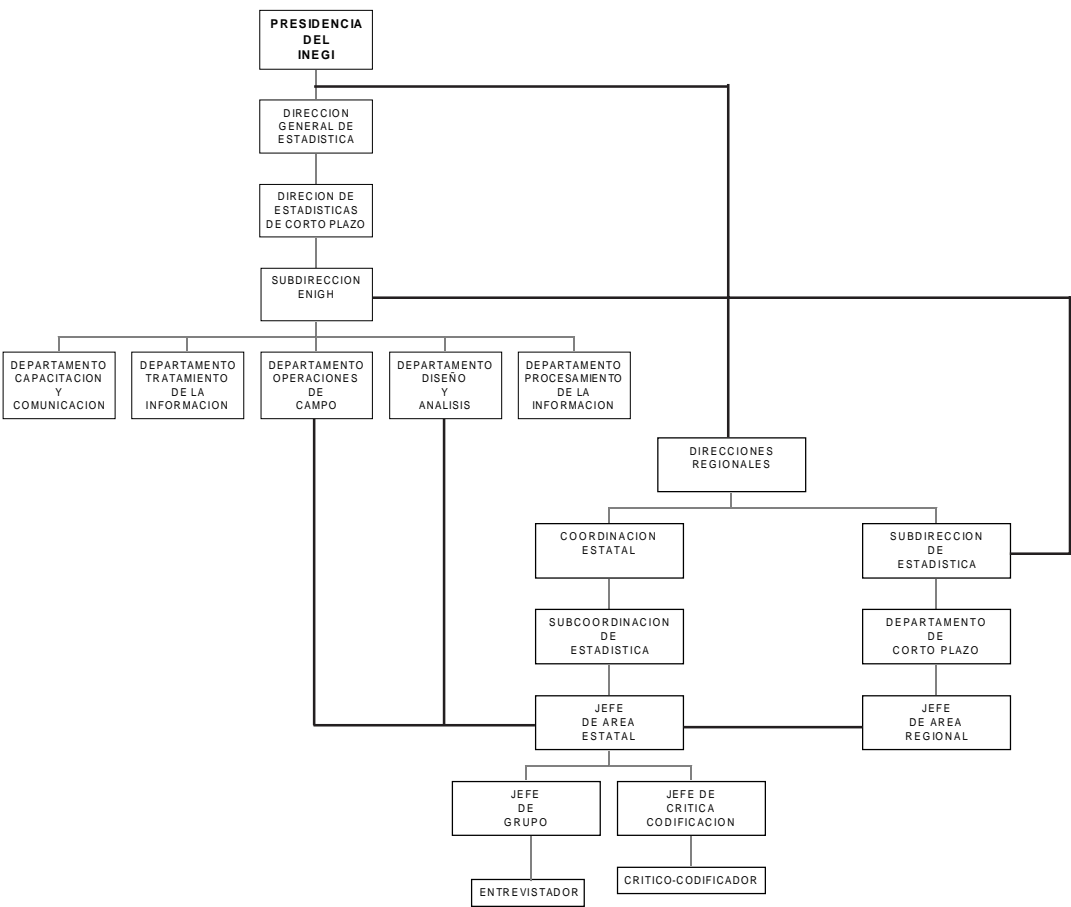 PRESIDENCIA
DEL
INEGI
DIRECCION
GENERAL DE
ESTADISTICA
DIRECION DE
ESTADISTICAS
DE CORTO PLAZO
SUBDIRECCION
ENIGH
DEPARTAMENTO
CAPACITACION
Y
COMUNICACION
DEPARTAMENTO
TRATAMIENTO
DE LA
INFORMACION
DEPARTAMENTO
OPERACIONES
DE
CAMPO
DEPARTAMENTO
DISEÑO
Y
ANALISIS
DEPARTAMENTO
PROCESAMIENTO
DE LA
INFORMACION
DIRECCIONES
REGIONALES
COORDINACION
ESTATAL
SUBDIRECCION
DE
ESTADISTICA
SUBCOORDINACION
DE
ESTADISTICA
DEPARTAMENTO
DE
CORTO PLAZO
JEFE
DE AREA
ESTATAL
JEFE
DE AREA
REGIONAL
JEFE
DE
GRUPO
JEFE DE
CRITICA
CODIFICACION
ENTREVISTADOR
CRITICO-CODIFICADOR